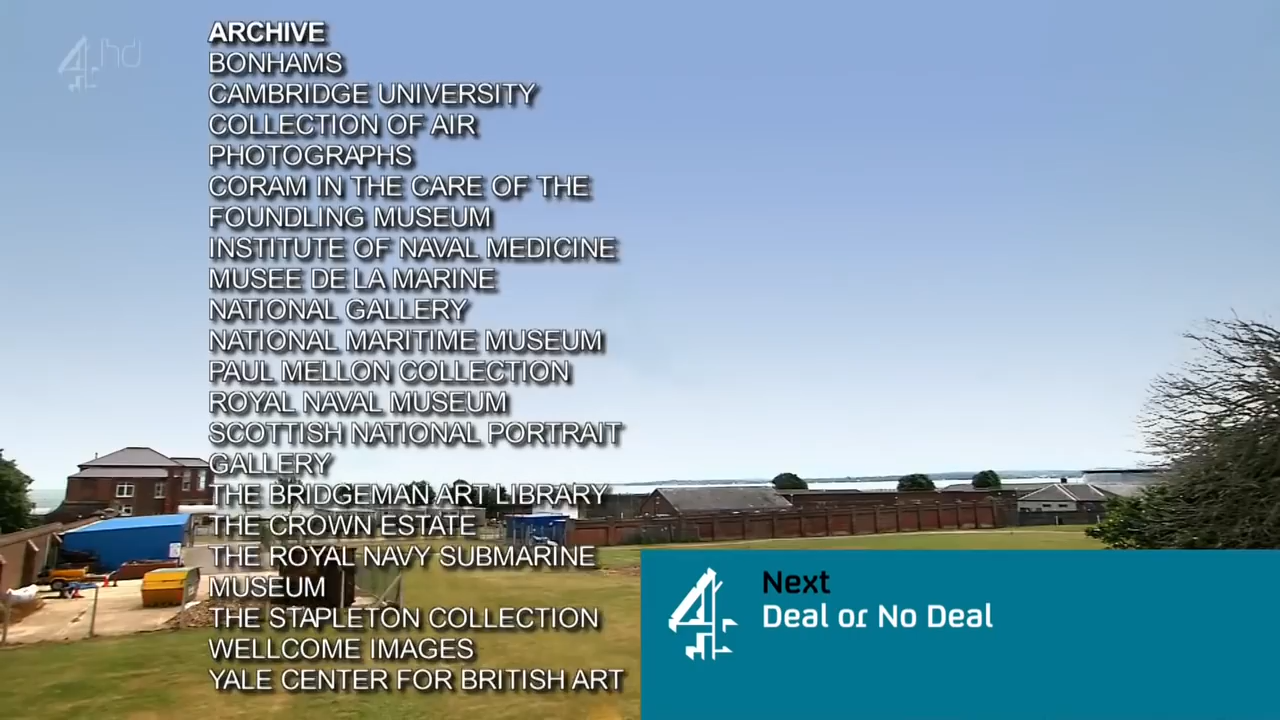 4hd
ARCHIVE
BONHAMS
CAMBRIDGE UNIVERSITY
COLLECTION OF AIR
PHOTOGRAPHS
CORAM IN THE CARE OF THE
FOUNDLING MUSEUM
INSTITUTE OF NAVAL MEDICINE
MUSEE DE LA MARINE
NATIONAL GALLERY
NATIONAL MARITIME MUSEUM
PAUL MELLON COLLECTION
ROYAL NAVAL MUSEUM
SCOTTISH NATIONAL PORTRAIT
GALLERY
THE BRIDGEMAN ART LIBRARY
THE CROWN ESTATE
THE ROYAL NAVY SUBMARINE
MUSEUM
THE STAPLETON COLLECTION
WELLCOME IMAGES
YALE CENTER FOR BRITISH ART
4
Next
Deal or No Deal